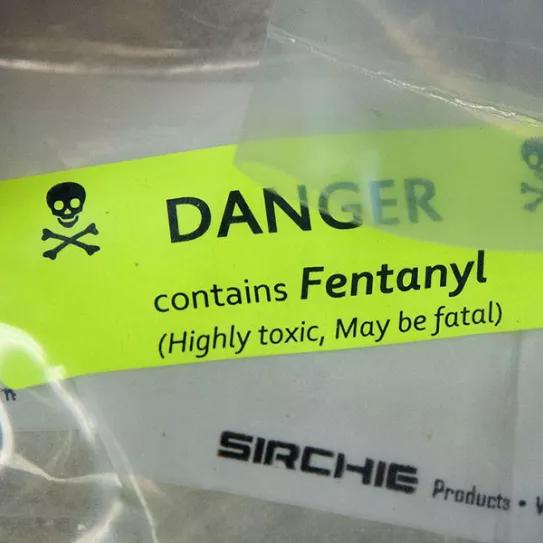 DANGER
contains Fentanyl
(Highly toxic, May be fatal)
SIRCHIE Products •